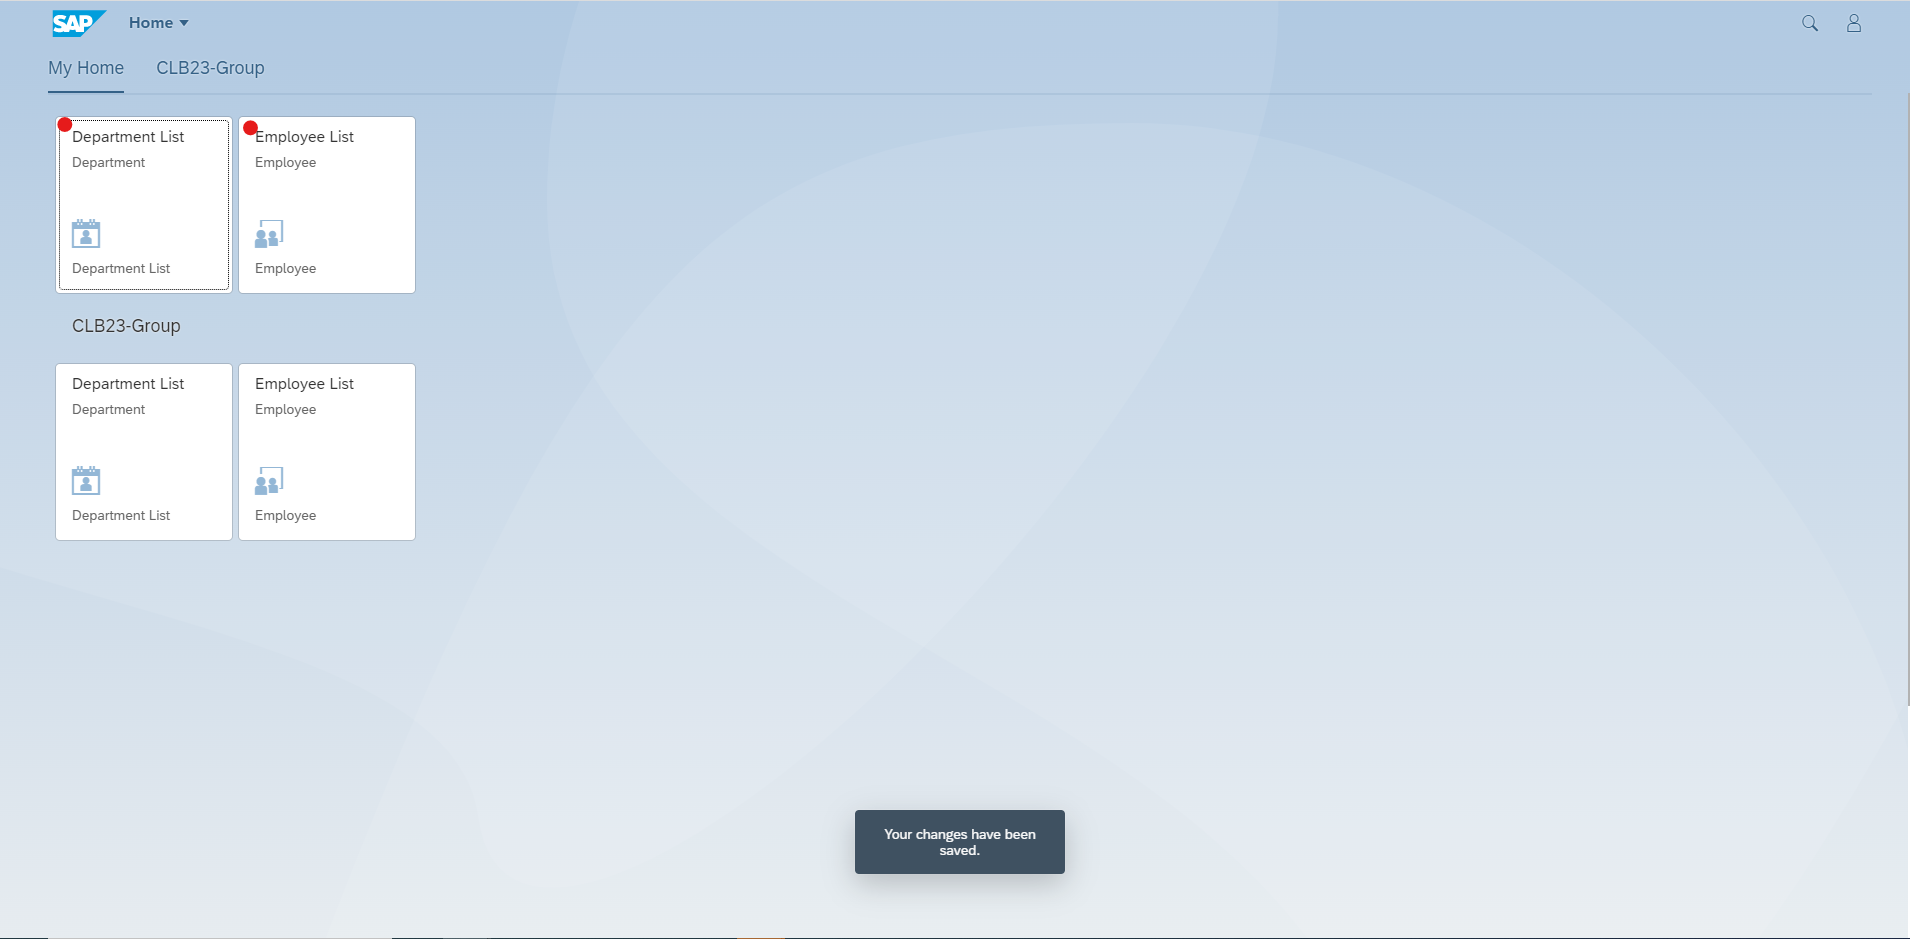 SAP
Home
My Home
CLB23-Group
Department List
Department
Department List
Employee List
Employee
Employee
CLB23-Group
Department List
Department
Department List
Employee List
Employee
Employee
Your changes have been
saved.